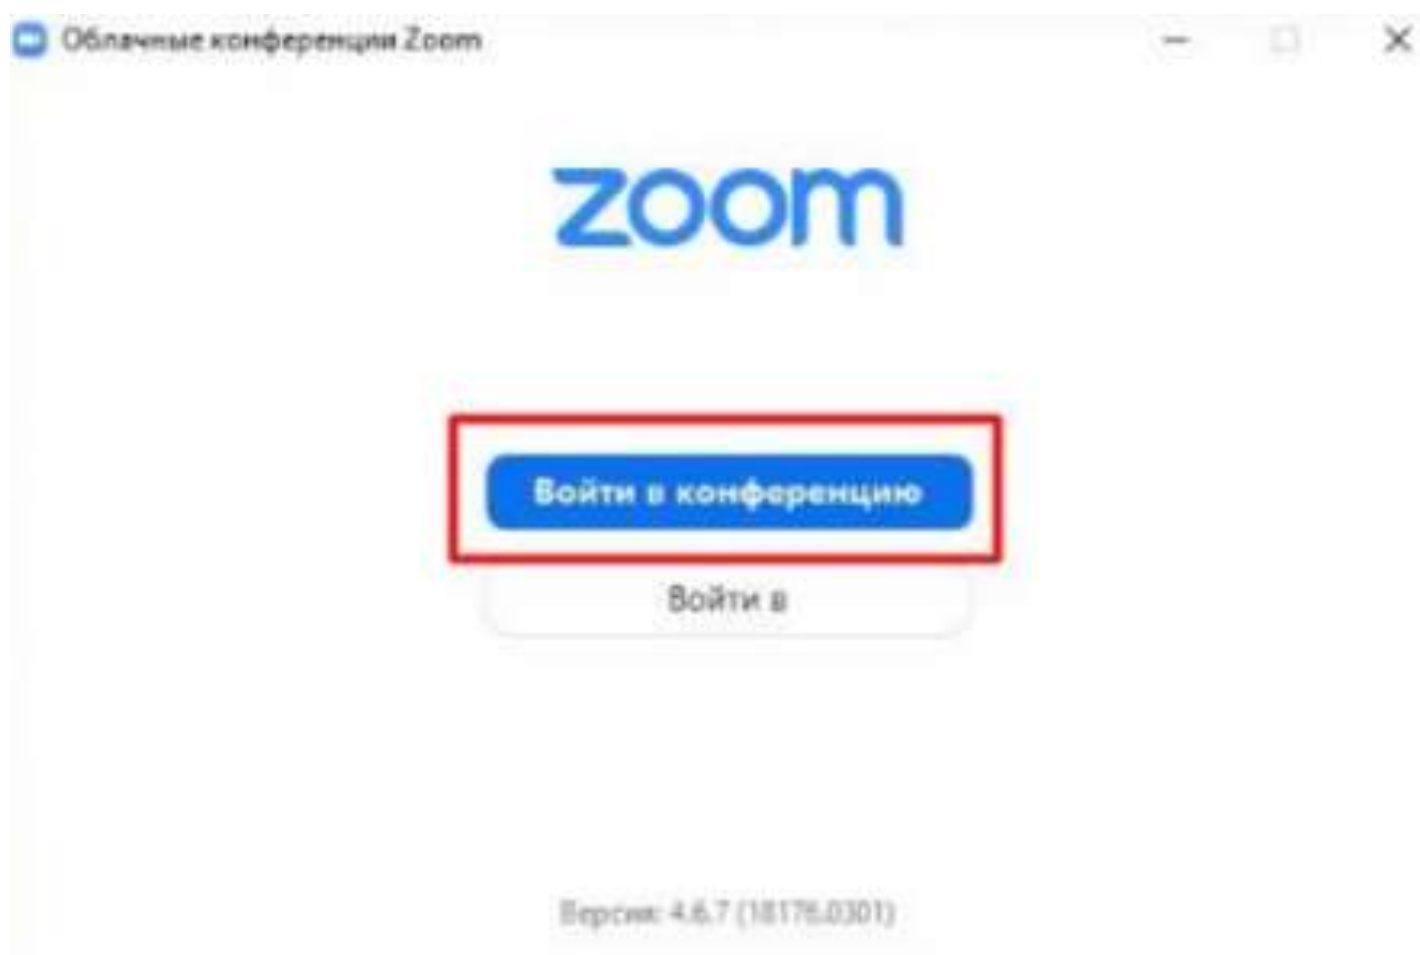 Облачные конференции Zoom
zoom
Войти в конференцию
Войти в
Версия: 4.6.7 (18176.0301)